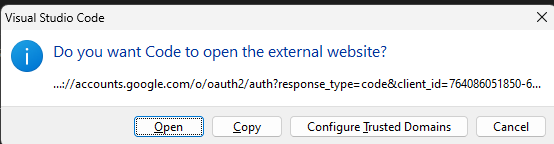 Visual Studio Code
Do you want Code to open the external website?
...://accounts.google.com/o/oauth2/auth?response_type=code&client_id=764086051850-6...
Open
Copy
Configure Trusted Domains
Cancel